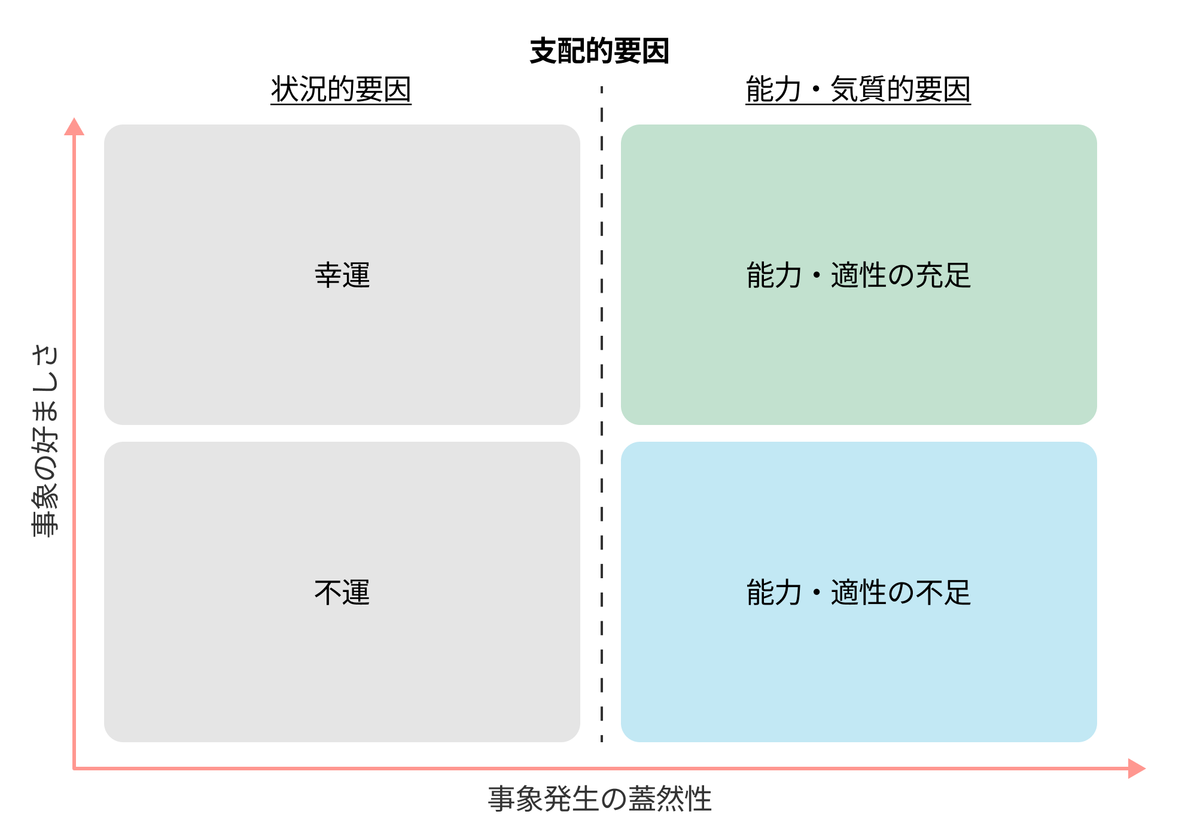 支配的要因
状況的要因
能力・気質的要因
幸運
能力・適性の充足
事象の好ましさ
不運
能力・適性の不足
事象発生の蓋然性